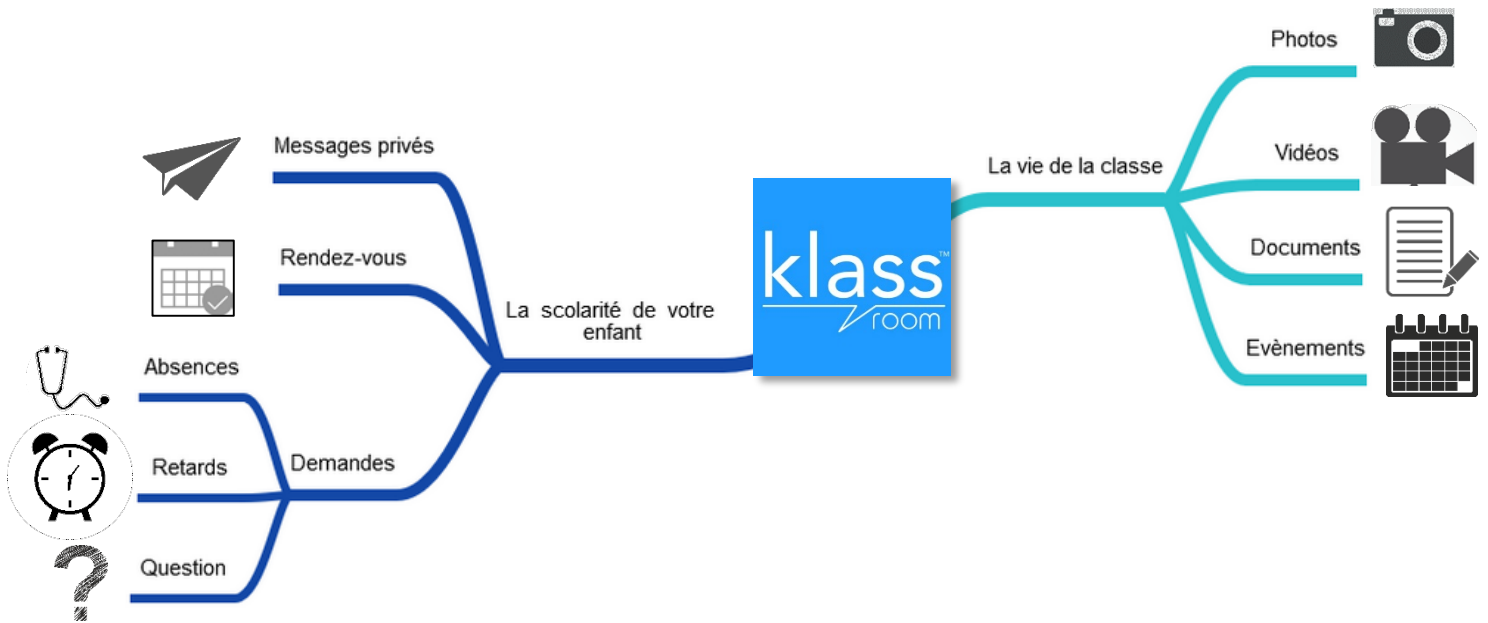 Photos
Messages privés
Vidéos
La vie de la classe
klass™
room
Documents
Rendez-vous
La scolarité de votre
enfant
Evènements
Absences
Demandes
Retards
Question